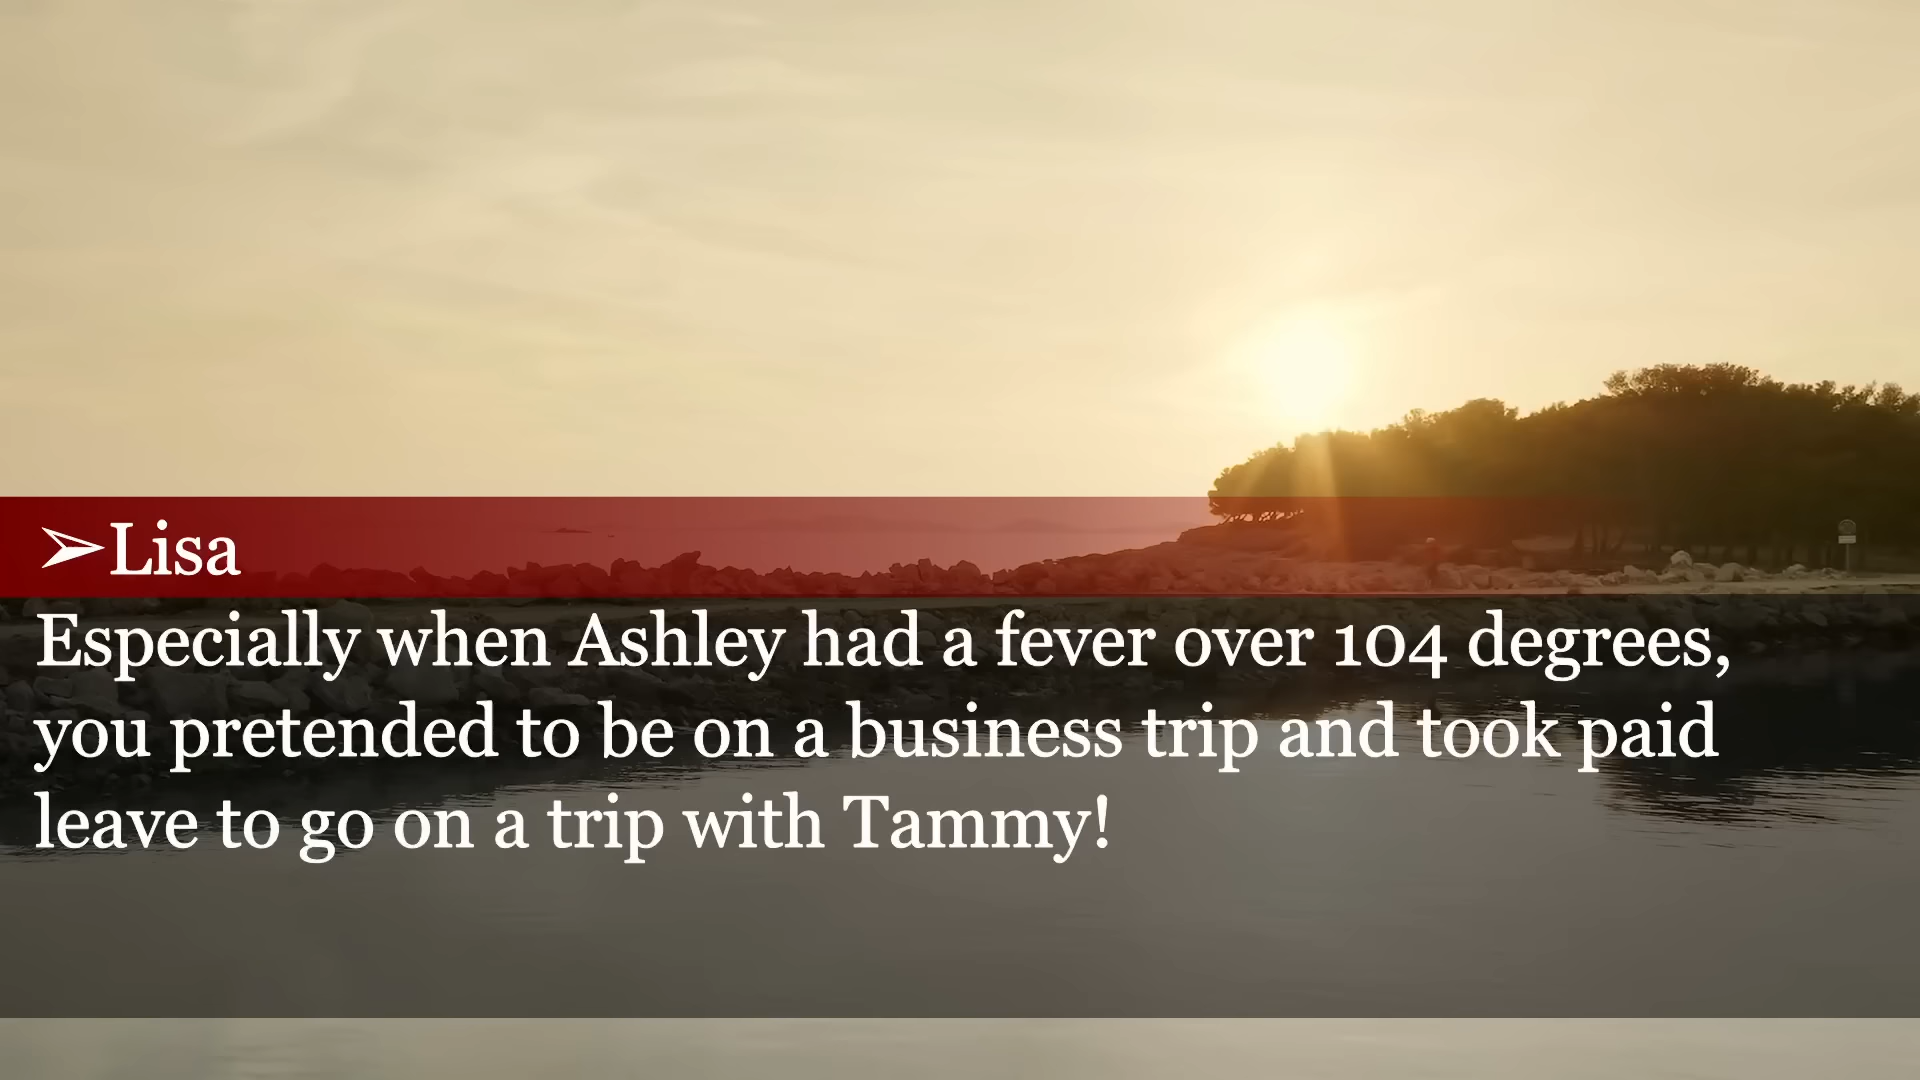 ➢Lisa
Especially when Ashley had a fever over 104 degrees,
you pretended to be on a business trip and took paid
leave to go on a trip with Tammy!